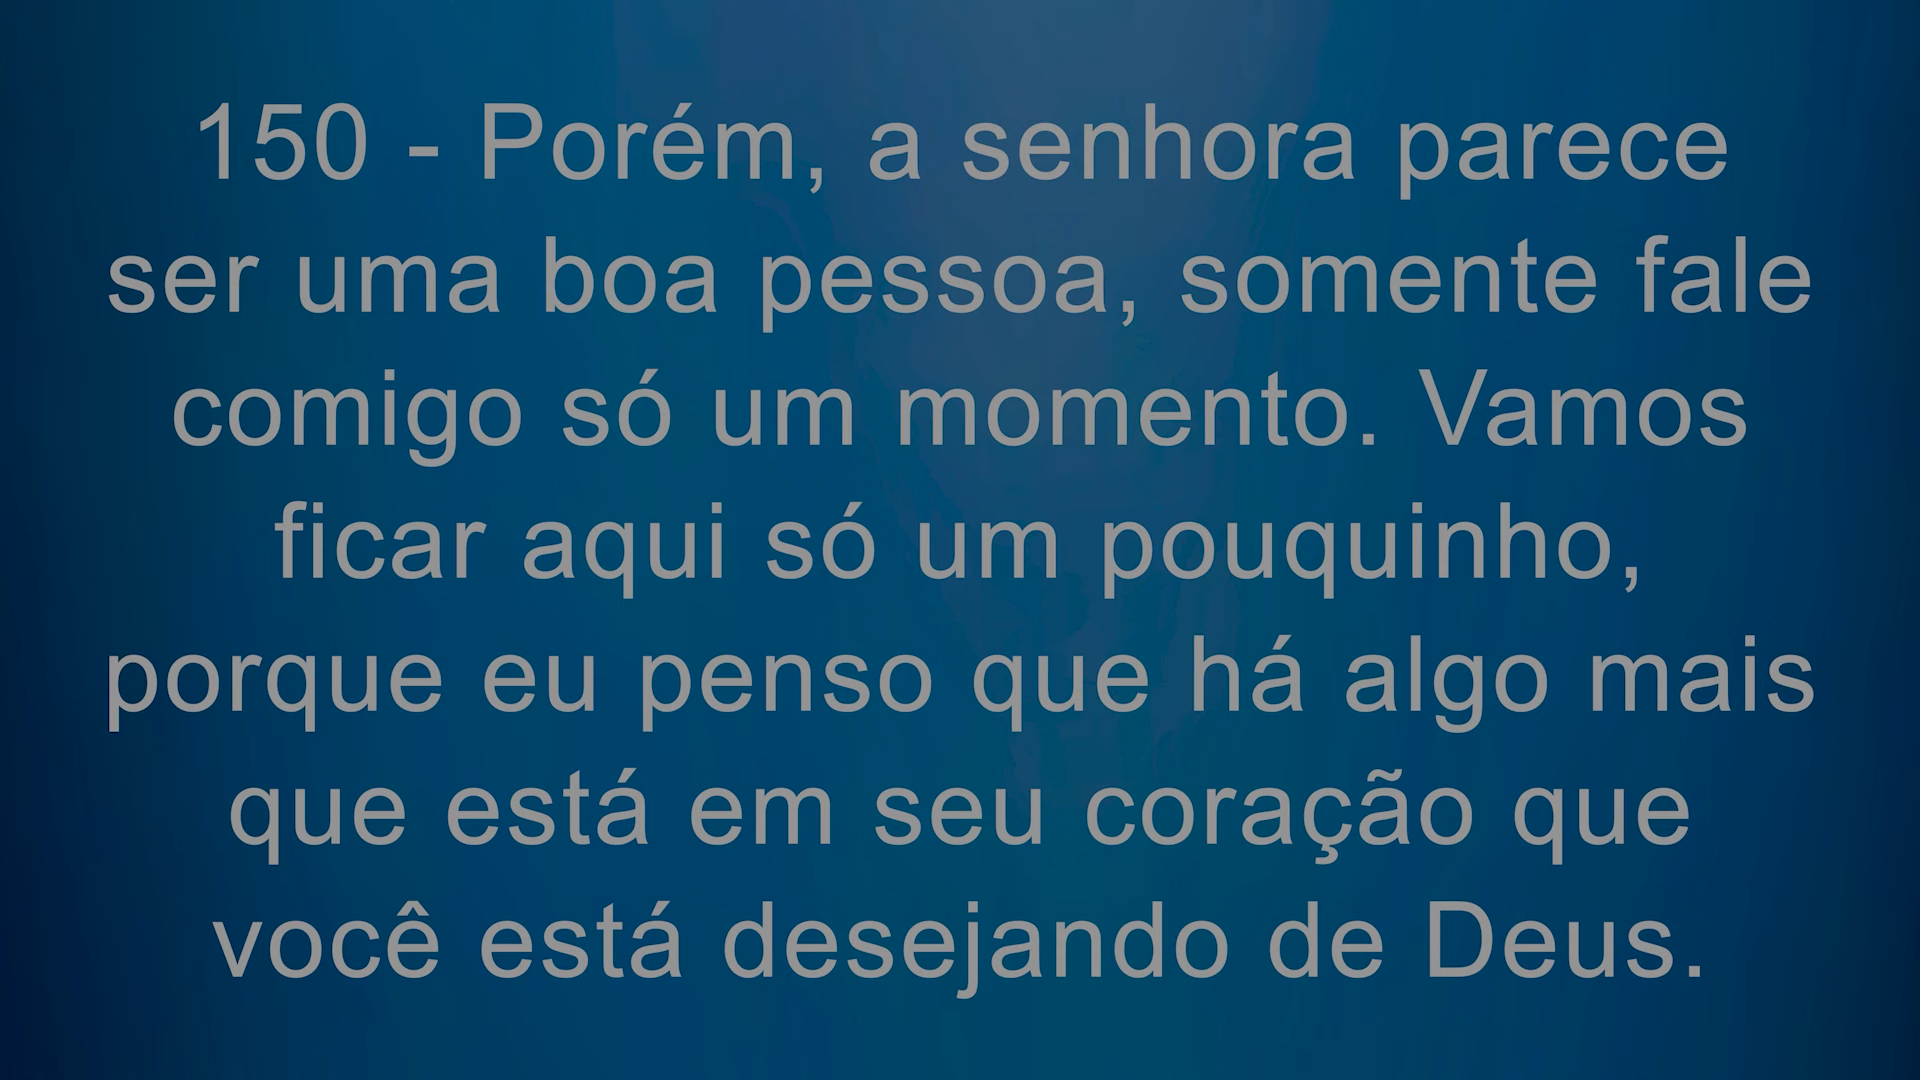 150 - Porém, a senhora parece
ser uma boa pessoa, somente fale
comigo só um momento. Vamos
ficar aqui só um pouquinho,
porque eu penso que há algo mais
que está em seu coração que
você está desejando de Deus.